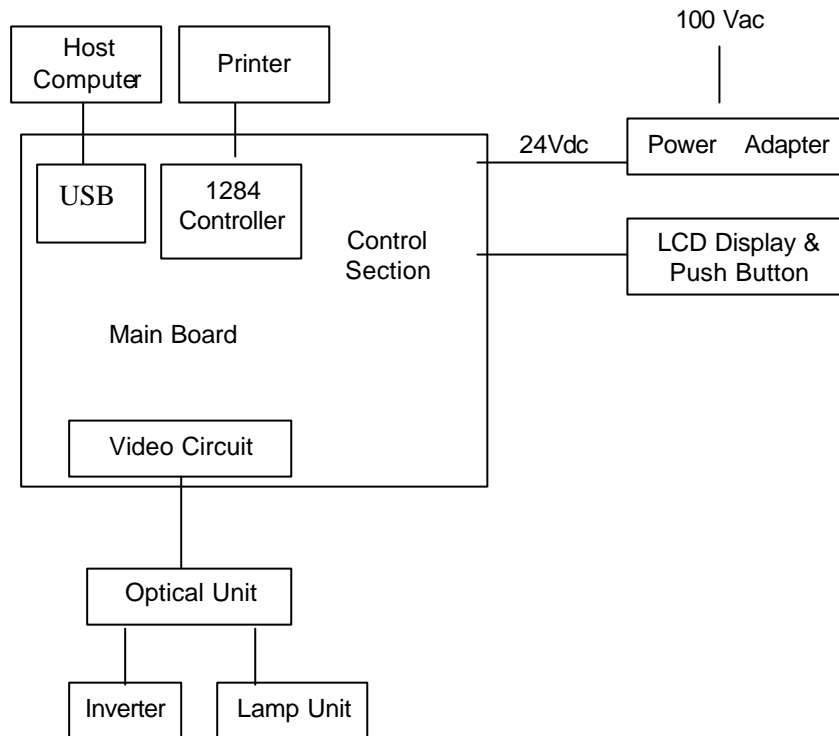 100 Vac
Host
Computer
Printer
24Vdc
Power Adapter
USB
1284
Controller
Control
Section
LCD Display &
Push Button
Main Board
Video Circuit
Optical Unit
Inverter
Lamp Unit